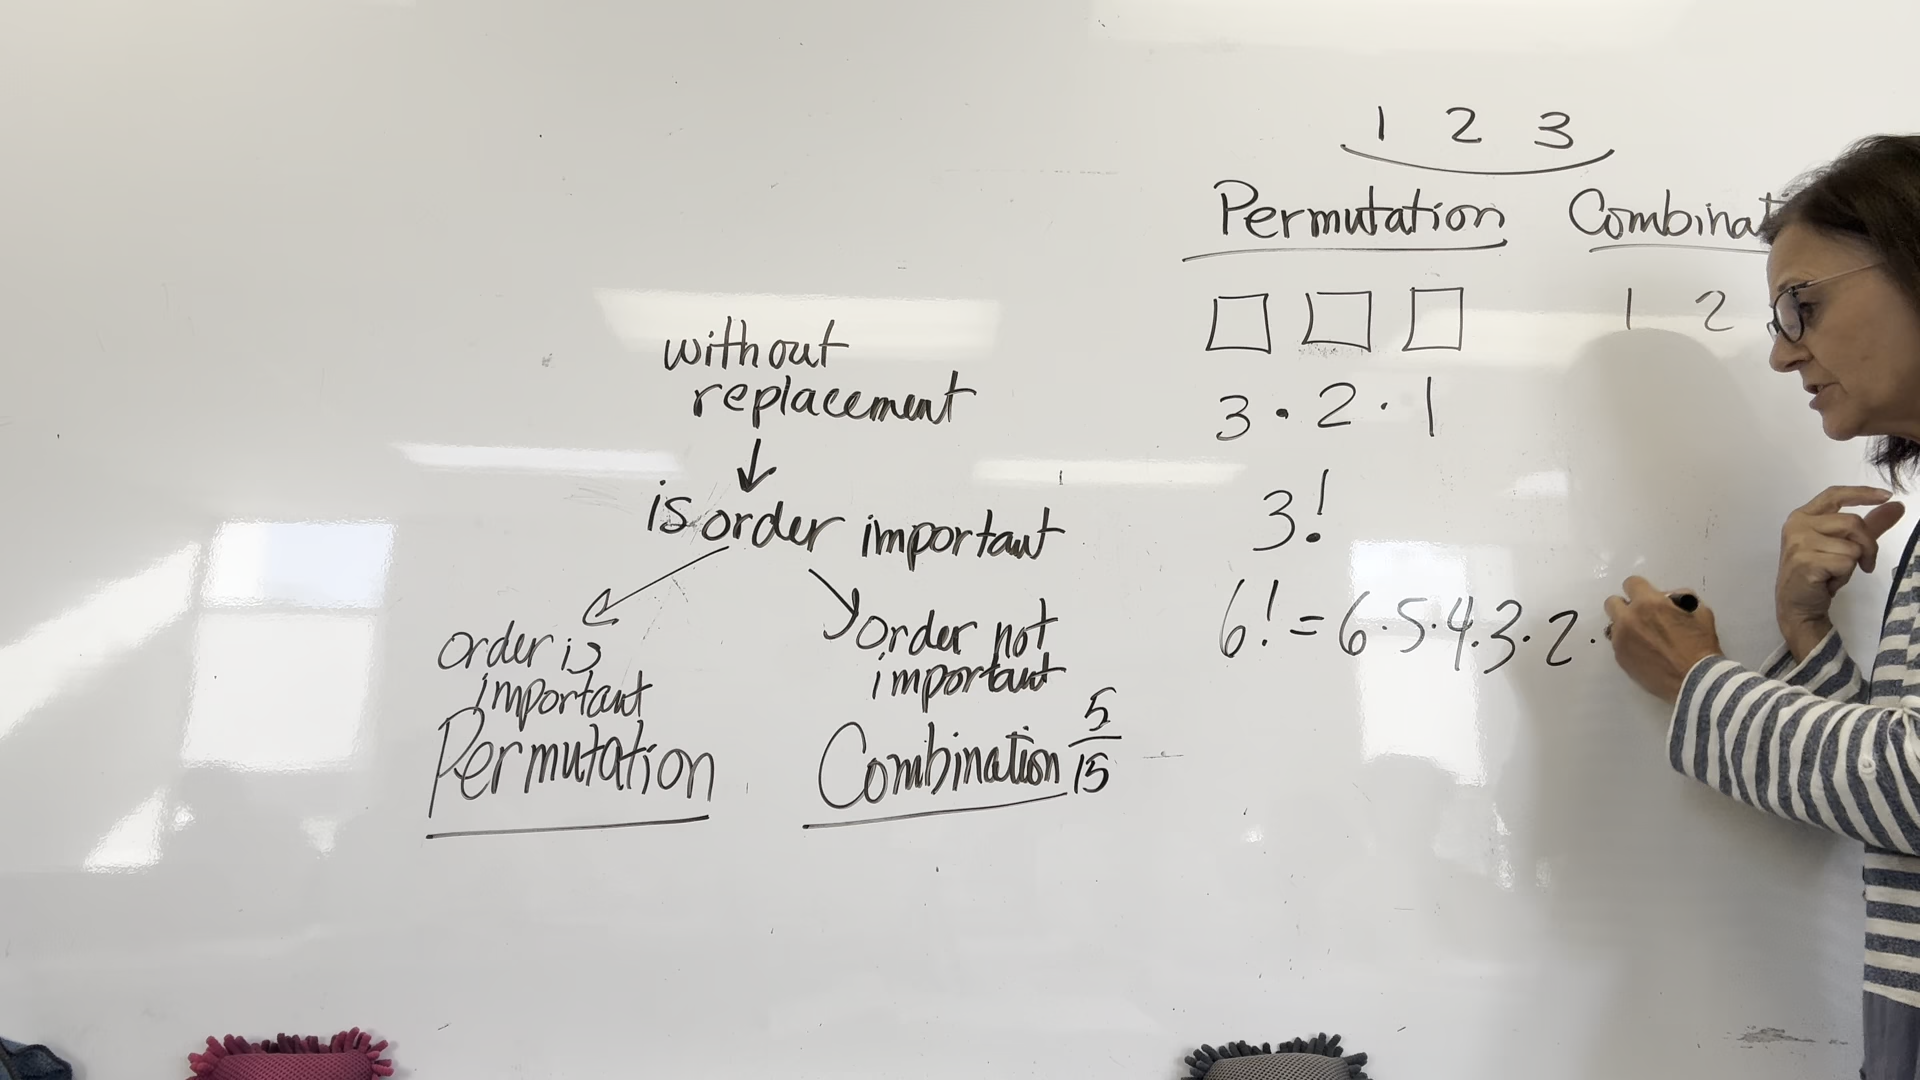 without
replacement
is order important
order is
important
Permutation
order not
important
Combination 5/15
1 2 3
Permutation
3 · 2 · 1
3!
6! = 6 · 5 · 4 · 3 · 2 ·
1 2